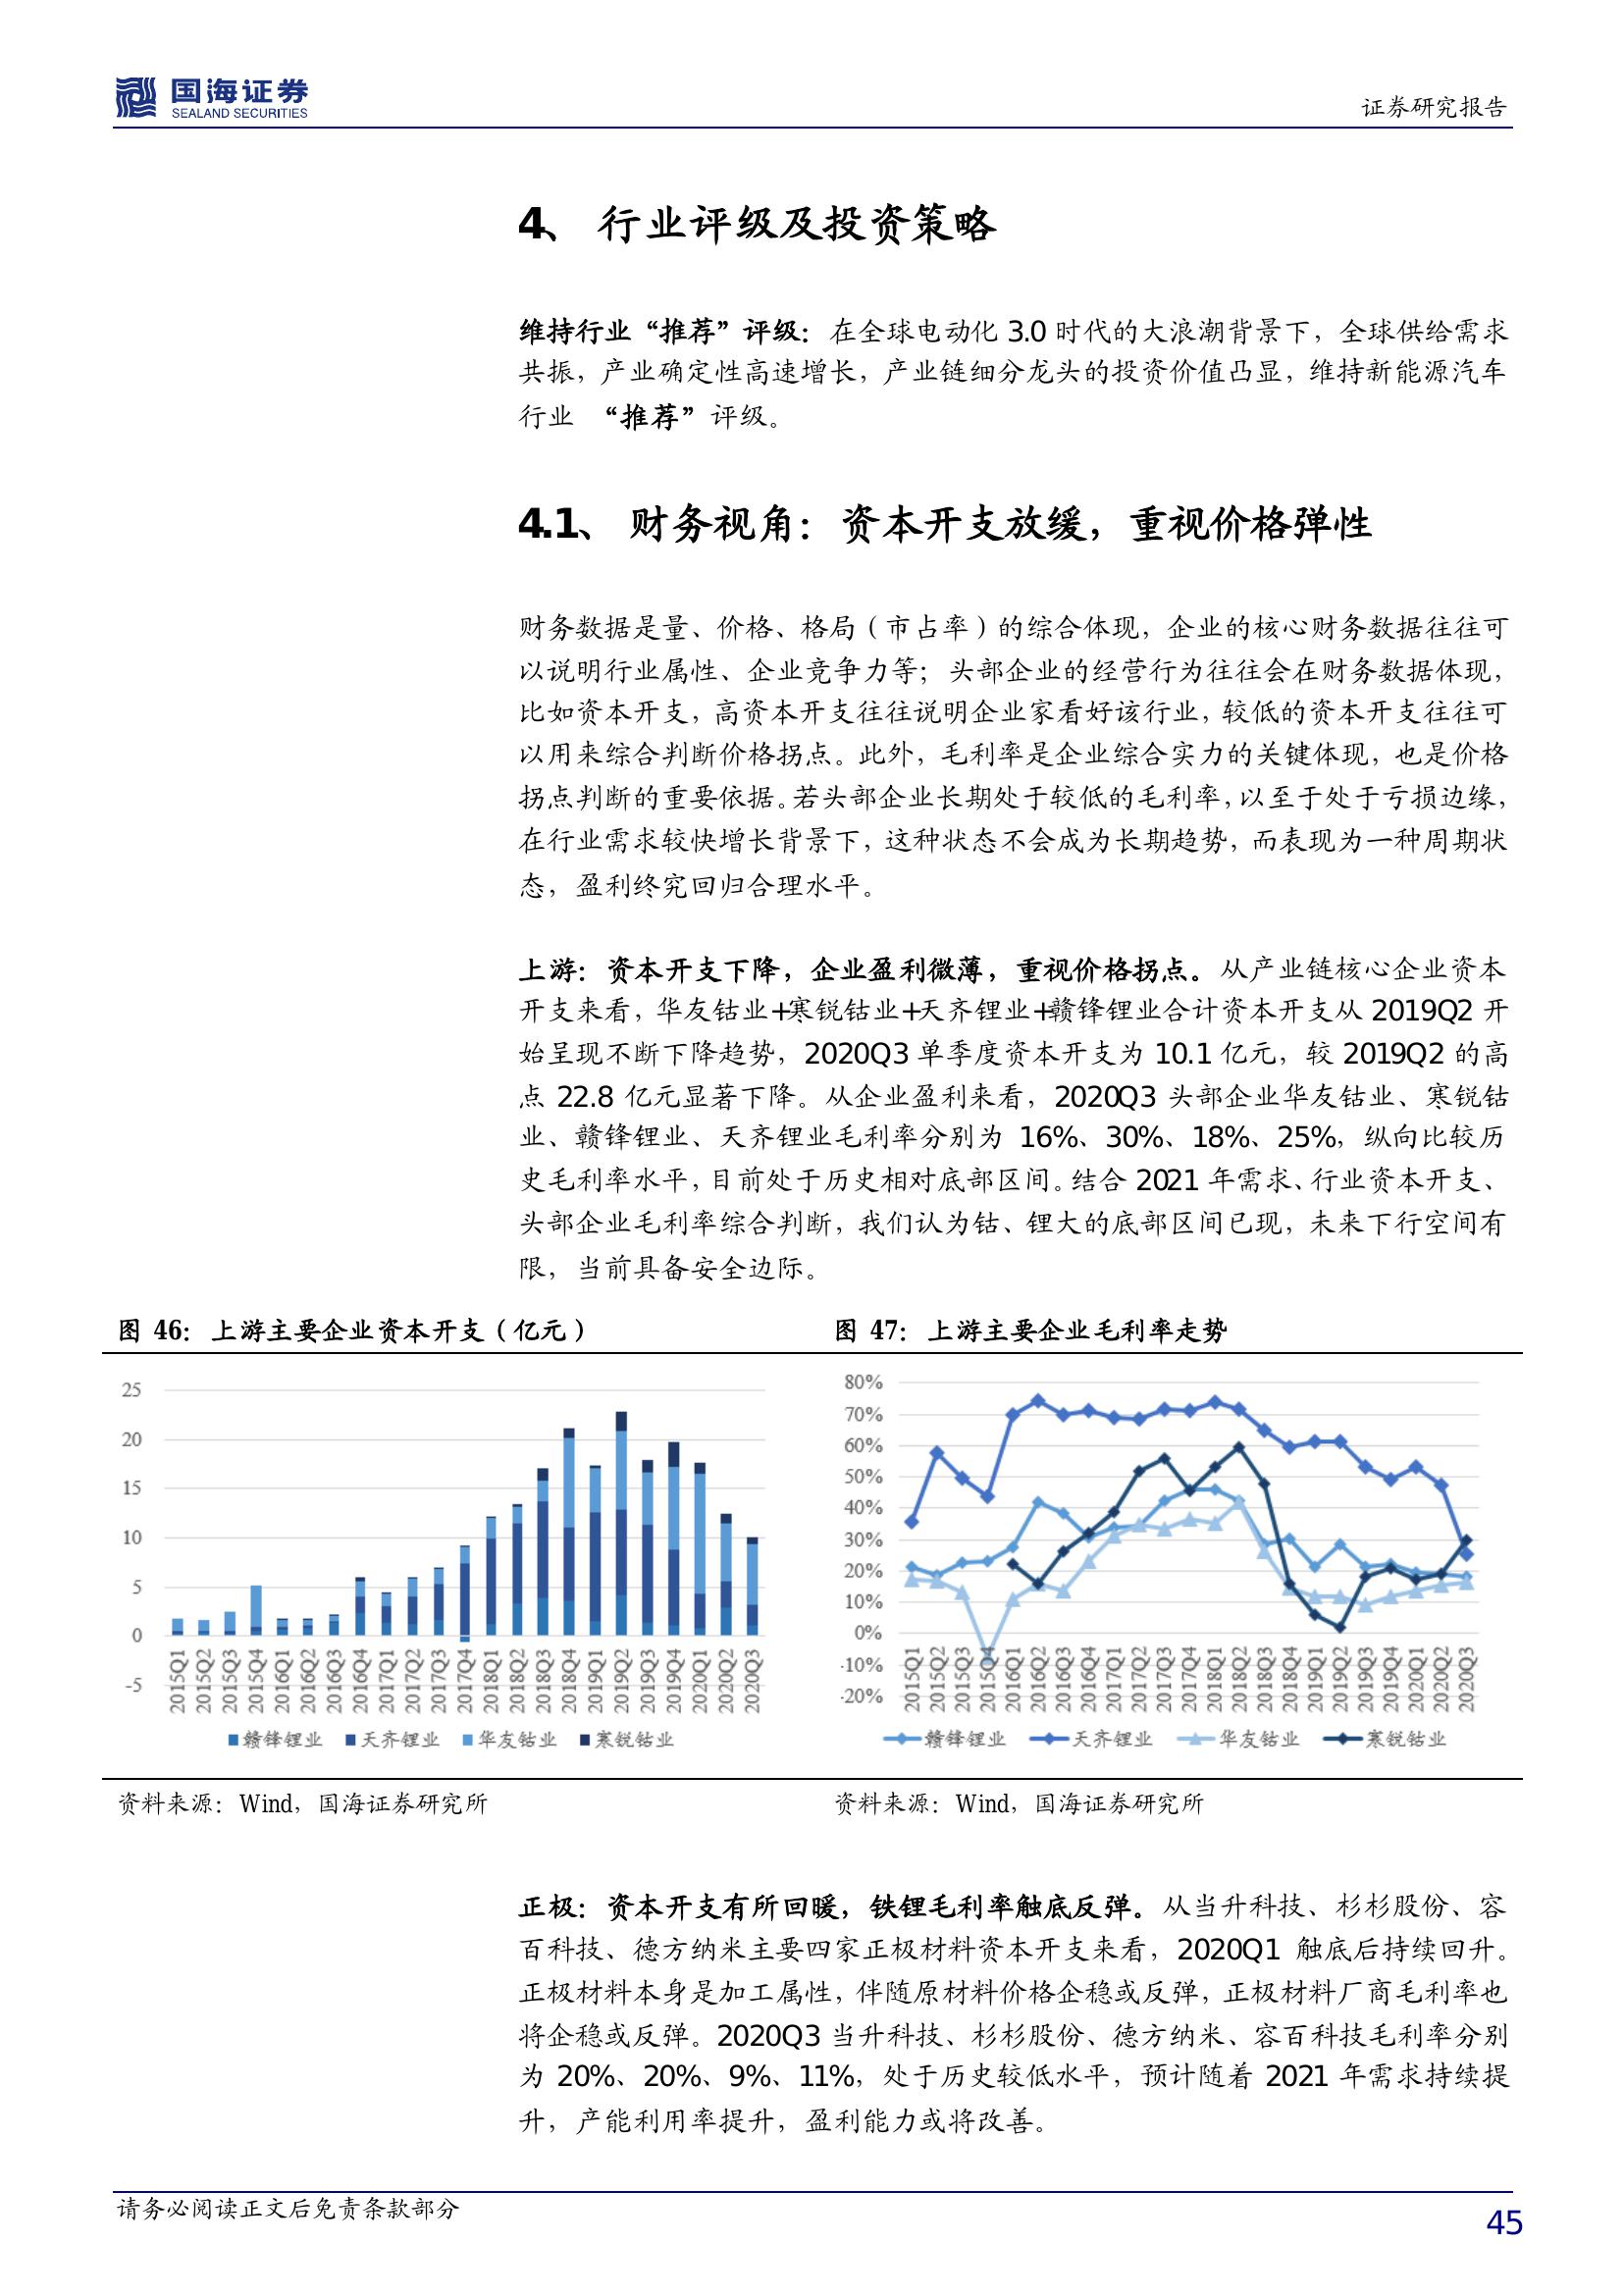 国海证券
SEALAND SECURITIES
证券研究报告
4、 行业评级及投资策略
维持行业“推荐”评级：在全球电动化 3.0 时代的大浪潮背景下，全球供给需求
共振，产业确定性高速增长，产业链细分龙头的投资价值凸显，维持新能源汽车
行业 “推荐”评级。
4.1、 财务视角：资本开支放缓，重视价格弹性
财务数据是量、价格、格局（市占率）的综合体现，企业的核心财务数据往往可
以说明行业属性、企业竞争力等；头部企业的经营行为往往会在财务数据体现，
比如资本开支，高资本开支往往说明企业家看好该行业，较低的资本开支往往可
以用来综合判断价格拐点。此外，毛利率是企业综合实力的关键体现，也是价格
拐点判断的重要依据。若头部企业长期处于较低的毛利率，以至于处于亏损边缘，
在行业需求较快增长背景下，这种状态不会成为长期趋势，而表现为一种周期状
态，盈利终究回归合理水平。
上游：资本开支下降，企业盈利微薄，重视价格拐点。从产业链核心企业资本
开支来看，华友钴业+寒锐钴业+天齐锂业+赣锋锂业合计资本开支从 2019Q2 开
始呈现不断下降趋势，2020Q3 单季度资本开支为 10.1 亿元，较 2019Q2 的高
点 22.8 亿元显著下降。从企业盈利来看，2020Q3 头部企业华友钴业、寒锐钴
业、赣锋锂业、天齐锂业毛利率分别为 16%、30%、18%、25%，纵向比较历
史毛利率水平，目前处于历史相对底部区间。结合 2021 年需求、行业资本开支、
头部企业毛利率综合判断，我们认为钴、锂大的底部区间已现，未来下行空间有
限，当前具备安全边际。
图 46：上游主要企业资本开支（亿元）
25
20
15
10
5
0
-5
2015Q1 2015Q2 2015Q3 2015Q4 2016Q1 2016Q2 2016Q3 2016Q4 2017Q1 2017Q2 2017Q3 2017Q4 2018Q1 2018Q2 2018Q3 2018Q4 2019Q1 2019Q2 2019Q3 2019Q4 2020Q1 2020Q2 2020Q3
赣锋锂业 天齐锂业 华友钴业 寒锐钴业
资料来源：Wind，国海证券研究所
图 47：上游主要企业毛利率走势
80%
70%
60%
50%
40%
30%
20%
10%
0%
-10%
-20%
2015Q1 2015Q2 2015Q3 2015Q4 2016Q1 2016Q2 2016Q3 2016Q4 2017Q1 2017Q2 2017Q3 2017Q4 2018Q1 2018Q2 2018Q3 2018Q4 2019Q1 2019Q2 2019Q3 2019Q4 2020Q1 2020Q2 2020Q3
赣锋锂业 天齐锂业 华友钴业 寒锐钴业
资料来源：Wind，国海证券研究所
正极：资本开支有所回暖，铁锂毛利率触底反弹。从当升科技、杉杉股份、容
百科技、德方纳米主要四家正极材料资本开支来看，2020Q1 触底后持续回升。
正极材料本身是加工属性，伴随原材料价格企稳或反弹，正极材料厂商毛利率也
将企稳或反弹。2020Q3 当升科技、杉杉股份、德方纳米、容百科技毛利率分别
为 20%、20%、9%、11%，处于历史较低水平，预计随着 2021 年需求持续提
升，产能利用率提升，盈利能力或将改善。
请务必阅读正文后免责条款部分
45